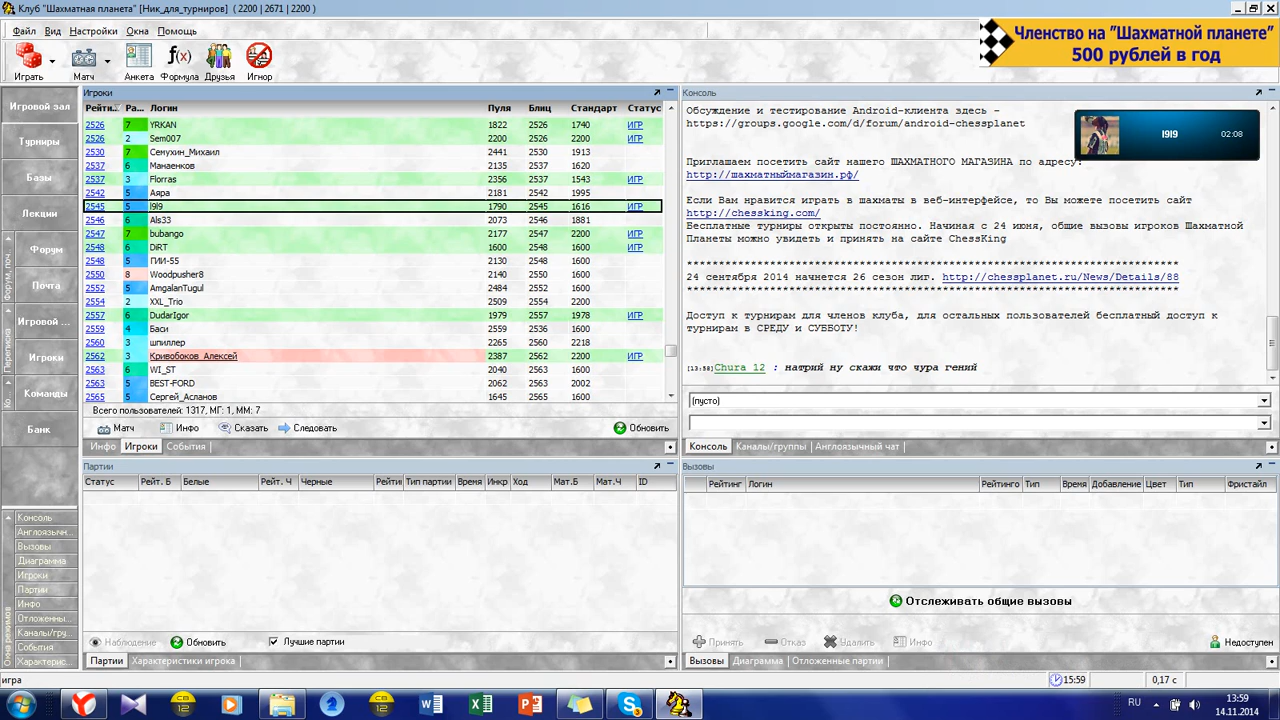 Клуб "Шахматная планета" [Ник_для_турниров] ( 2200 | 2671 | 2200 )
Файл Вид Настройки Окна Помощь
Членство на "Шахматной планете"
500 рублей в год
Играть Матч Анкета Формула Друзья Игнор
Игровой зал
Турниры
Базы
Лекции
Форум
Почта
Игровой ...
Игроки
Команды
Банк
Форум, поч.
Переписка
Ко...
Консоль
Англоязычн...
Вызовы
Диаграмма
Игроки
Партии
Инфо
Отложенны...
Каналы/гру...
События
Характерис...
Окна режимов
Игроки
Рейти... Ра... Логин Пуля Блиц Стандарт Статус
2526 7 YRKAN 1822 2526 1740 ИГР
2526 2 Sem007 2200 2526 2200 ИГР
2530 7 Семухин_Михаил 2441 2530 1913
2537 6 Манаенков 2135 2537 1620
2537 3 Florras 2356 2537 1543 ИГР
2542 5 Аяра 2181 2542 1995
2545 5 I9I9 1790 2545 1616 ИГР
2546 6 Als33 2073 2546 1881
2547 7 bubango 2177 2547 2200 ИГР
2548 6 DiRT 1600 2548 1600 ИГР
2548 5 ГИИ-55 2130 2548 1600
2550 8 Woodpusher8 2140 2550 1600
2552 5 AmgalanTugul 2484 2552 1600
2554 2 XXL_Trio 2509 2554 2200
2557 6 DudarIgor 1979 2557 1978 ИГР
2559 4 Баси 2559 2536 1600
2560 3 шпиллер 2265 2560 2218
2562 3 Кривобоков_Алексей 2387 2562 2200 ИГР
2563 6 WI_ST 2040 2563 1600
2563 5 BEST-FORD 2062 2563 2002
2565 5 Сергей_Асланов 1645 2565 1600
Всего пользователей: 1317, МГ: 1, ММ: 7
Матч Инфо Сказать Следовать Обновить
Инфо Игроки События
Консоль
Обсуждение и тестирование Android-клиента здесь -
https://groups.google.com/d/forum/android-chessplanet
I9I9 02:08
Приглашаем посетить сайт нашего ШАХМАТНОГО МАГАЗИНА по адресу:
http://шахматныймагазин.рф/
Если Вам нравится играть в шахматы в веб-интерфейсе, то Вы можете посетить сайт
http://chessking.com/
Бесплатные турниры открыты постоянно. Начиная с 24 июня, общие вызовы игроков Шахматной
Планеты можно увидеть и принять на сайте ChessKing
24 сентября 2014 начнется 26 сезон лиг. http://chessplanet.ru/News/Details/88
Доступ к турнирам для членов клуба, для остальных пользователей бесплатный доступ к
турнирам в СРЕДУ и СУББОТУ!
[13:58]Chura 12 : натрий ну скажи что чура гений
(пусто)
Консоль Каналы/группы Англоязычный чат
Партии
Статус Рейт. Б Белые Рейт. Ч Черные Рейти Тип партии Время Инкр Ход Мат.Б Мат.Ч ID
Наблюдение Обновить Лучшие партии
Партии Характеристики игрока
Вызовы
Рейтинг Логин Рейтинго Тип Время Добавление Цвет Тип Фристайл
Отслеживать общие вызовы
Принять Отказ Удалить Инфо Недоступен
Вызовы Диаграмма Отложенные партии
игра 15:59 0,17 с
RU 13:59
14.11.2014